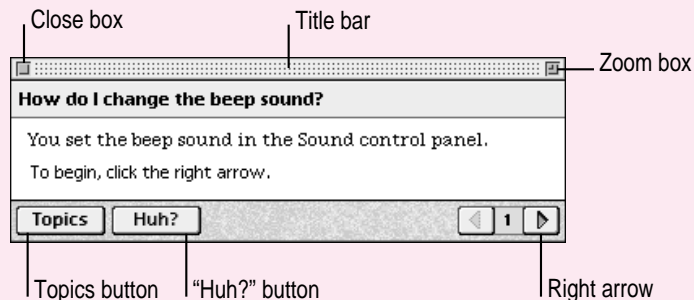 Close box
Title bar
Zoom box
How do I change the beep sound?
You set the beep sound in the Sound control panel.
To begin, click the right arrow.
Topics
Huh?
1
Topics button
“Huh?” button
Right arrow